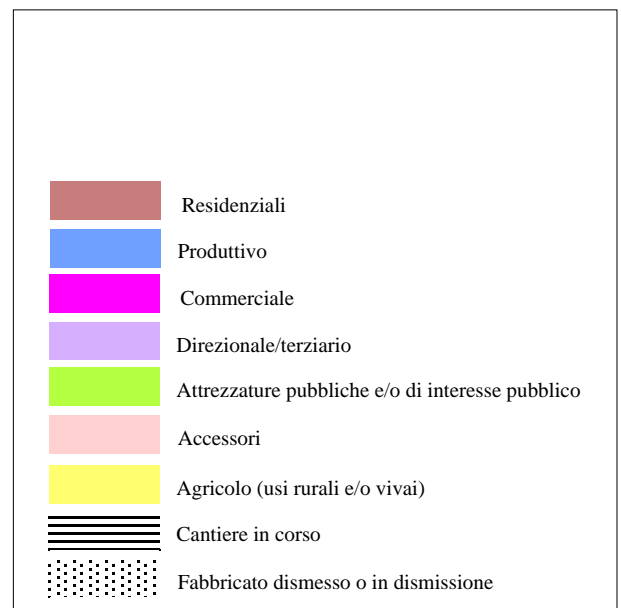 Residenziali
Produttivo
Commerciale
Direzionale/terziario
Attrezzature pubbliche e/o di interesse pubblico
Accessori
Agricolo (usi rurali e/o vivai)
Cantiere in corso
Fabbricato dismesso o in dismissione